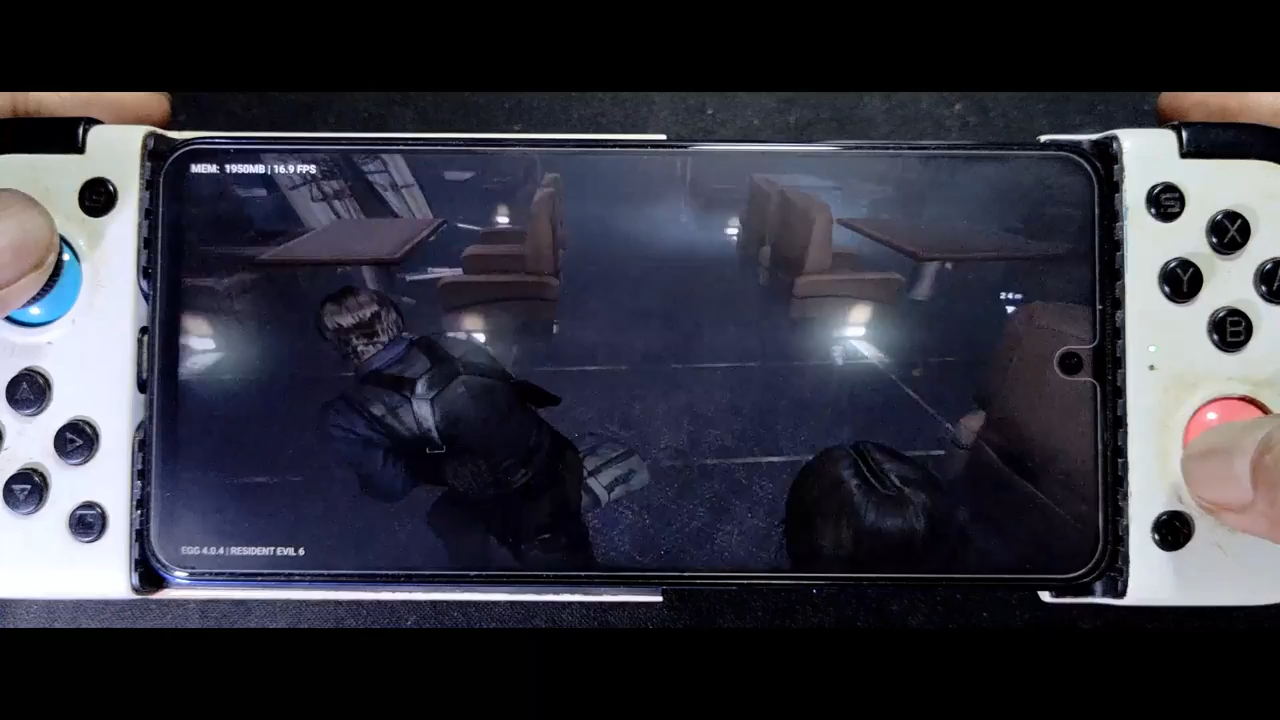 MEM: 1950MB | 16.9 FPS
24m
EGG 4.0.4 | RESIDENT EVIL 6
S
X
Y
A
B